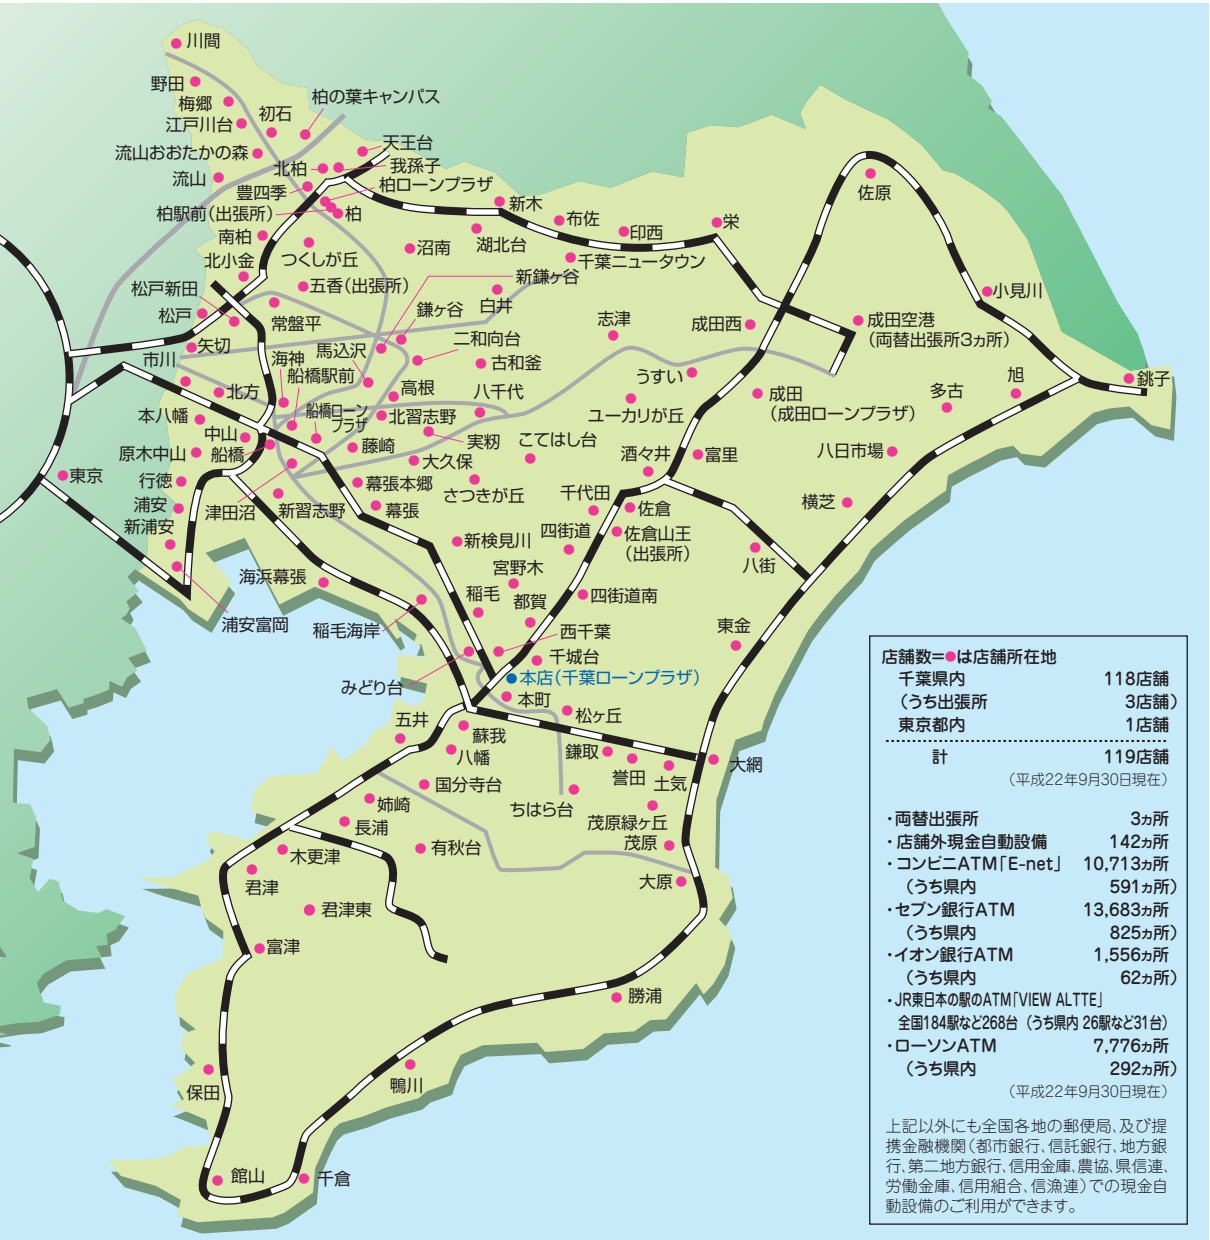 川間
野田
梅郷
江戸川台
初石
柏の葉キャンパス
流山おおたかの森
流山
天王台
北柏
我孫子
豊四季
柏ローンプラザ
柏駅前(出張所)
柏
南柏
北小金
つくしが丘
沼南
湖北台
新木
布佐
印西
栄
千葉ニュータウン
佐原
小見川
松戸新田
五香(出張所)
新鎌ヶ谷
白井
松戸
常盤平
鎌ヶ谷
志津
成田西
成田空港
(両替出張所3ヵ所)
矢切
馬込沢
二和向台
市川
海神
船橋駅前
古和釜
うすい
北方
高根
八千代
ユーカリが丘
成田
(成田ローンプラザ)
多古
旭
銚子
本八幡
船橋ローン
プラザ
北習志野
中山
船橋
藤崎
実籾
こてはし台
原木中山
大久保
酒々井
富里
八日市場
東京
行徳
幕張本郷
さつきが丘
千代田
佐倉
横芝
浦安
津田沼
新習志野
幕張
新浦安
新検見川
四街道
佐倉山王
(出張所)
八街
海浜幕張
宮野木
稲毛
都賀
四街道南
浦安富岡
稲毛海岸
西千葉
東金
千城台
みどり台
本店(千葉ローンプラザ)
本町
松ヶ丘
五井
蘇我
八幡
鎌取
誉田
土気
大網
国分寺台
ちはら台
姉崎
長浦
茂原緑ヶ丘
茂原
木更津
有秋台
君津
大原
君津東
富津
勝浦
保田
鴨川
館山
千倉
店舗数=●は店舗所在地
千葉県内 118店舗
(うち出張所 3店舗)
東京都内 1店舗
計 119店舗
(平成22年9月30日現在)
・両替出張所 3ヵ所
・店舗外現金自動設備 142ヵ所
・コンビニATM「E-net」 10,713ヵ所
(うち県内 591ヵ所)
・セブン銀行ATM 13,683ヵ所
(うち県内 825ヵ所)
・イオン銀行ATM 1,556ヵ所
(うち県内 62ヵ所)
・JR東日本の駅のATM「VIEW ALTTE」
全国184駅など268台(うち県内 26駅など31台)
・ローソンATM 7,776ヵ所
(うち県内 292ヵ所)
(平成22年9月30日現在)
上記以外にも全国各地の郵便局、及び提
携金融機関(都市銀行、信託銀行、地方銀
行、第二地方銀行、信用金庫、農協、県信連、
労働金庫、信用組合、信漁連)での現金自
動設備のご利用ができます。